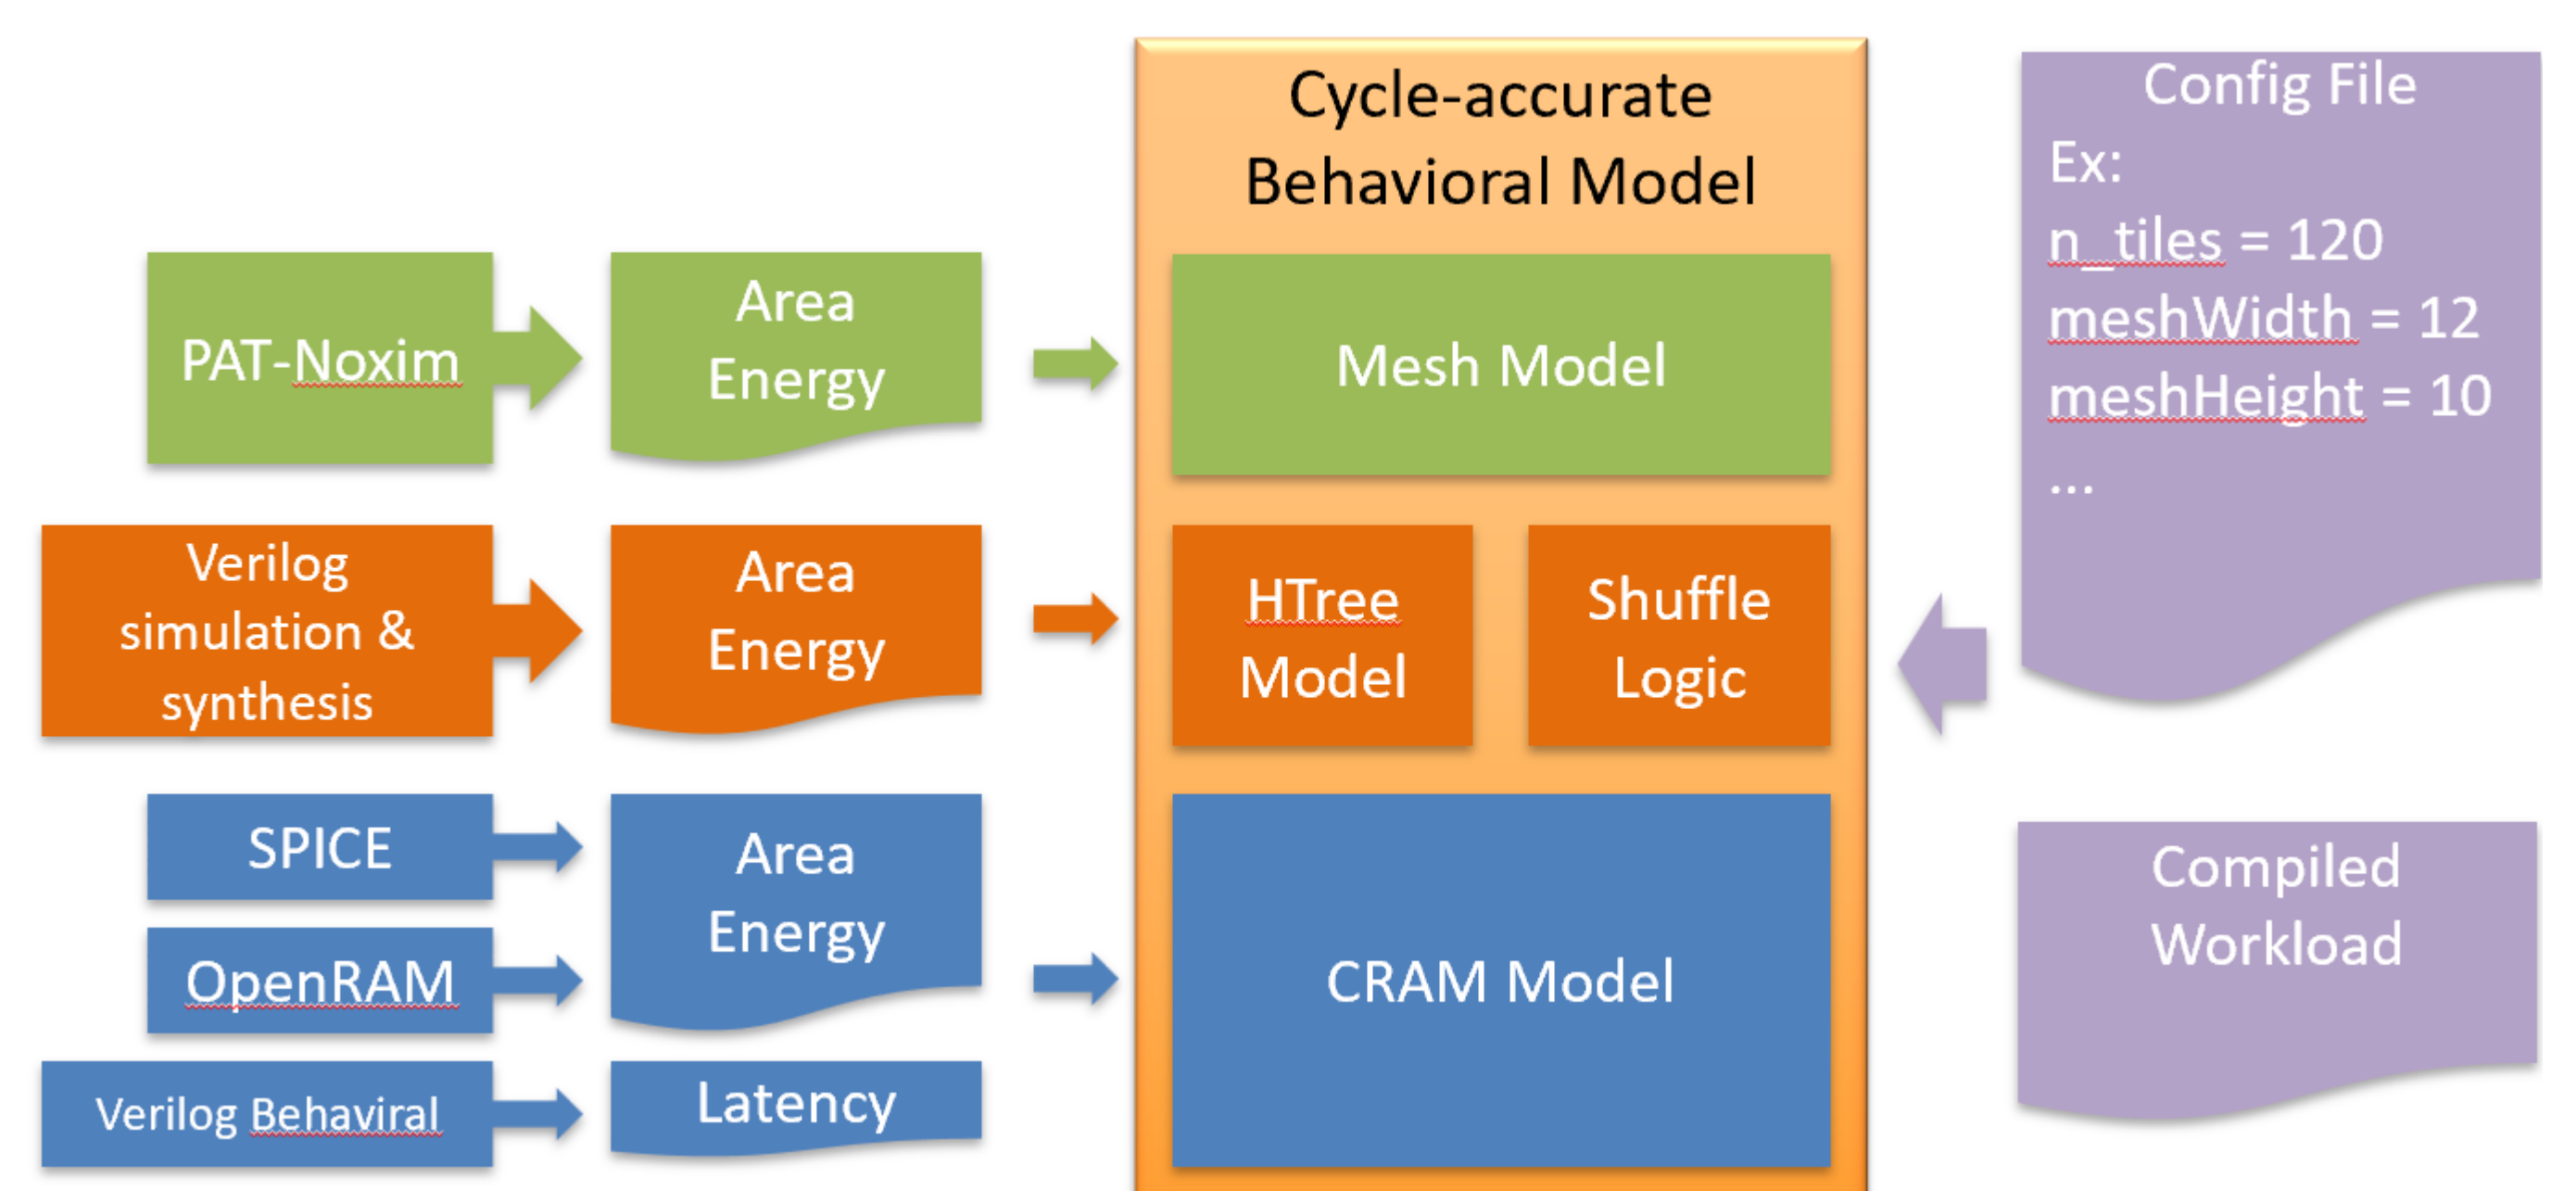 Cycle-accurate
Behavioral Model
PAT-Noxim
Area
Energy
Mesh Model
Verilog
simulation &
synthesis
Area
Energy
HTree
Model
Shuffle
Logic
SPICE
OpenRAM
Area
Energy
Verilog Behaviral
Latency
CRAM Model
Config File
Ex:
n_tiles = 120
meshWidth = 12
meshHeight = 10
...
Compiled
Workload